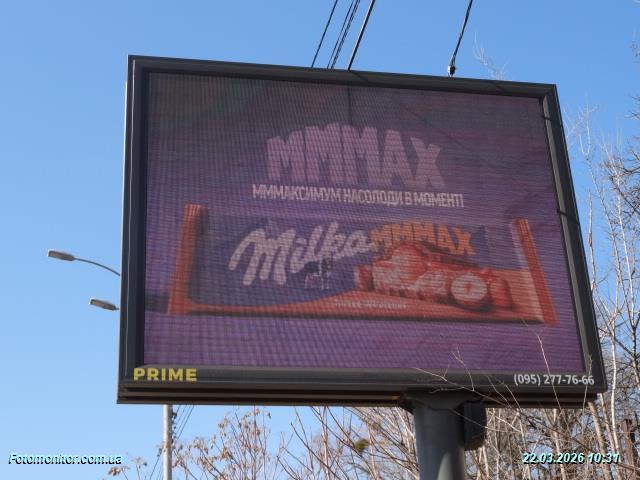 MMMAX
МММАКСИМУМ НАСОЛОДИ В МОМЕНТІ
Milka MMMAX
PRIME
(095) 277-76-66
Fotomonitor.com.ua
22.03.2026 10:31